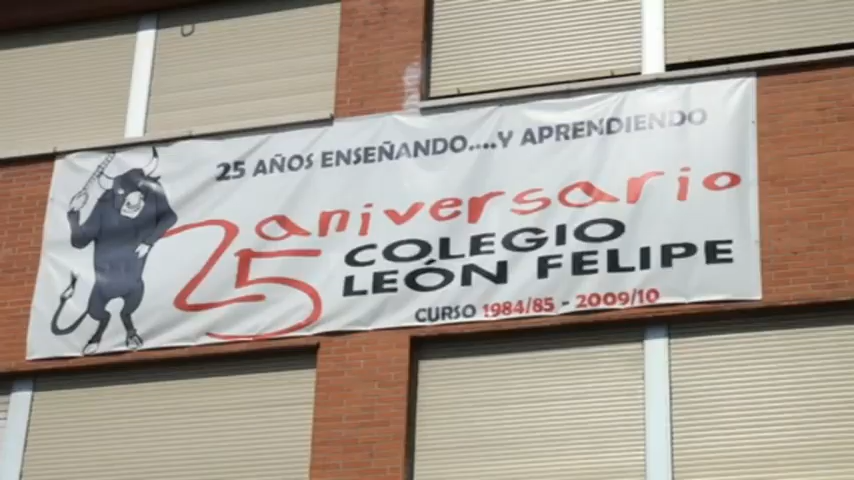 25 AÑOS ENSEÑANDO....Y APRENDIENDO
25 aniversario
COLEGIO
LEÓN FELIPE
CURSO 1984/85 - 2009/10